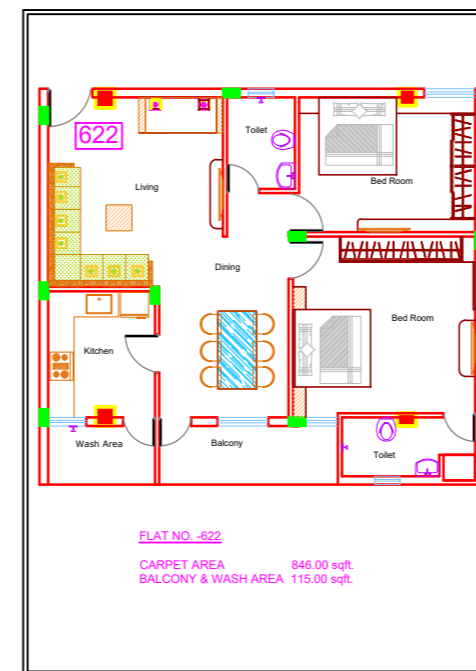 622
Toilet
Living
Bed Room
Dining
Bed Room
Kitchen
Wash Area
Balcony
Toilet
FLAT NO. -622
CARPET AREA 846.00 sqft.
BALCONY & WASH AREA 115.00 sqft.